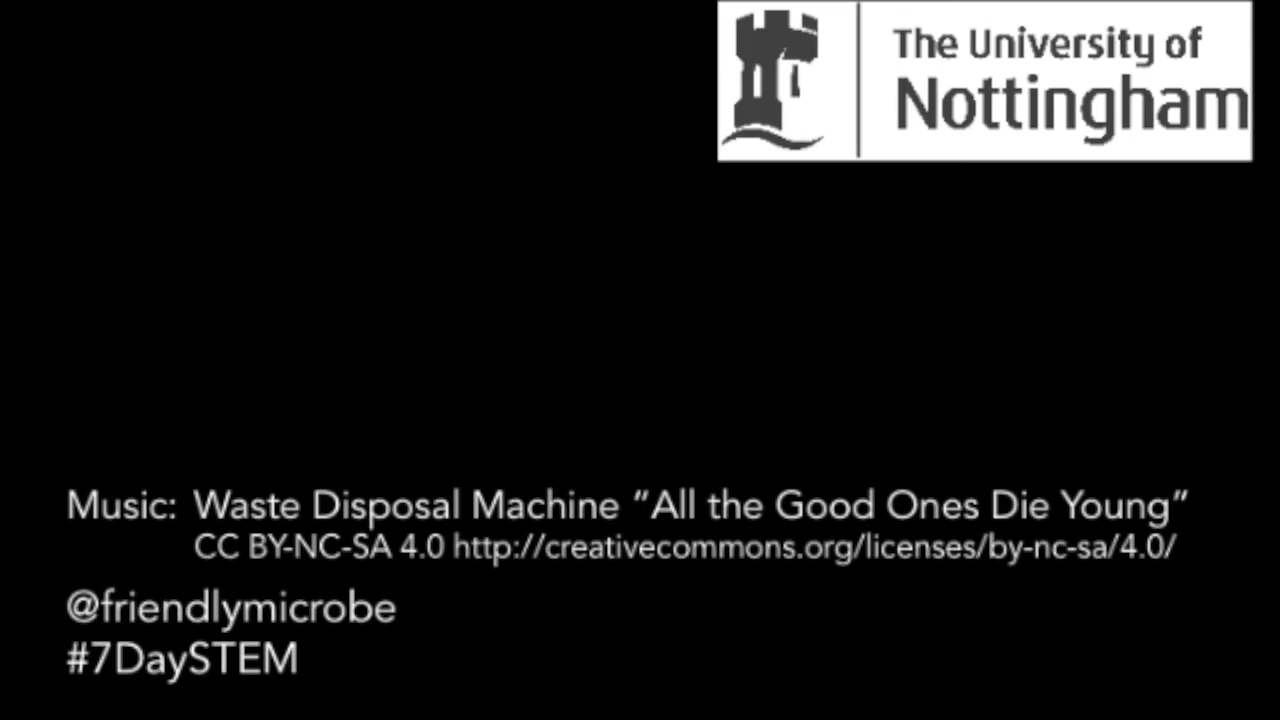 The University of
Nottingham
Music: Waste Disposal Machine “All the Good Ones Die Young”
CC BY-NC-SA 4.0 http://creativecommons.org/licenses/by-nc-sa/4.0/
@friendlymicrobe
#7DaySTEM